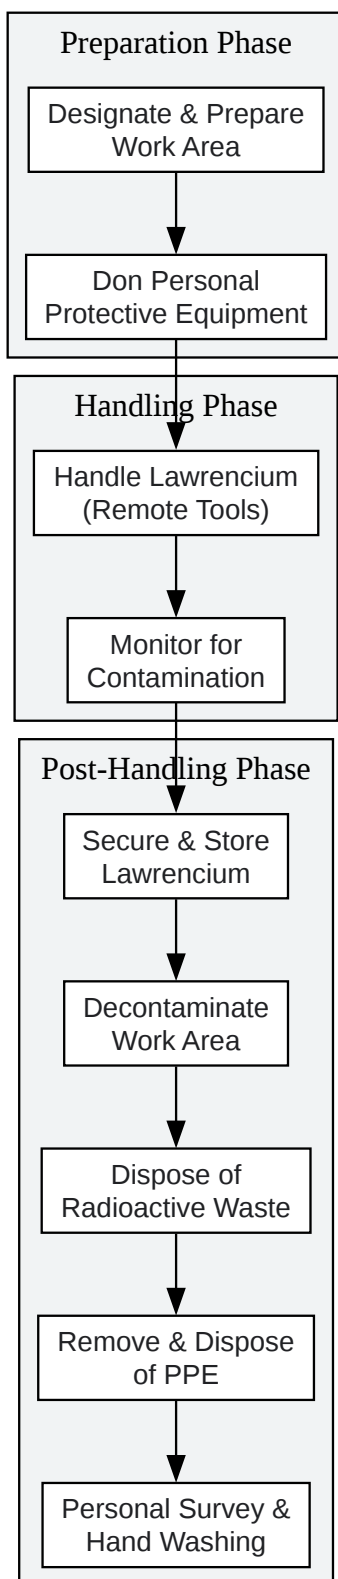 Preparation Phase
Designate & Prepare
Work Area
Don Personal
Protective Equipment
Handling Phase
Handle Lawrencium
(Remote Tools)
Monitor for
Contamination
Post-Handling Phase
Secure & Store
Lawrencium
Decontaminate
Work Area
Dispose of
Radioactive Waste
Remove & Dispose
of PPE
Personal Survey &
Hand Washing